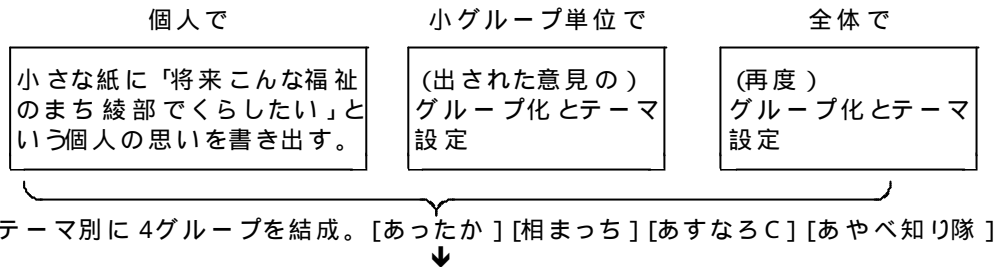 個人で
小グループ単位で
全体で
小さな紙に「将来こんな福祉
のまち綾部でくらしたい」と
いう個人の思いを書き出す。
(出された意見の)
グループ化とテーマ
設定
(再度)
グループ化とテーマ
設定
テーマ別に4グループを結成。[あったか][相まっち][あすなろC][あやべ知り隊]